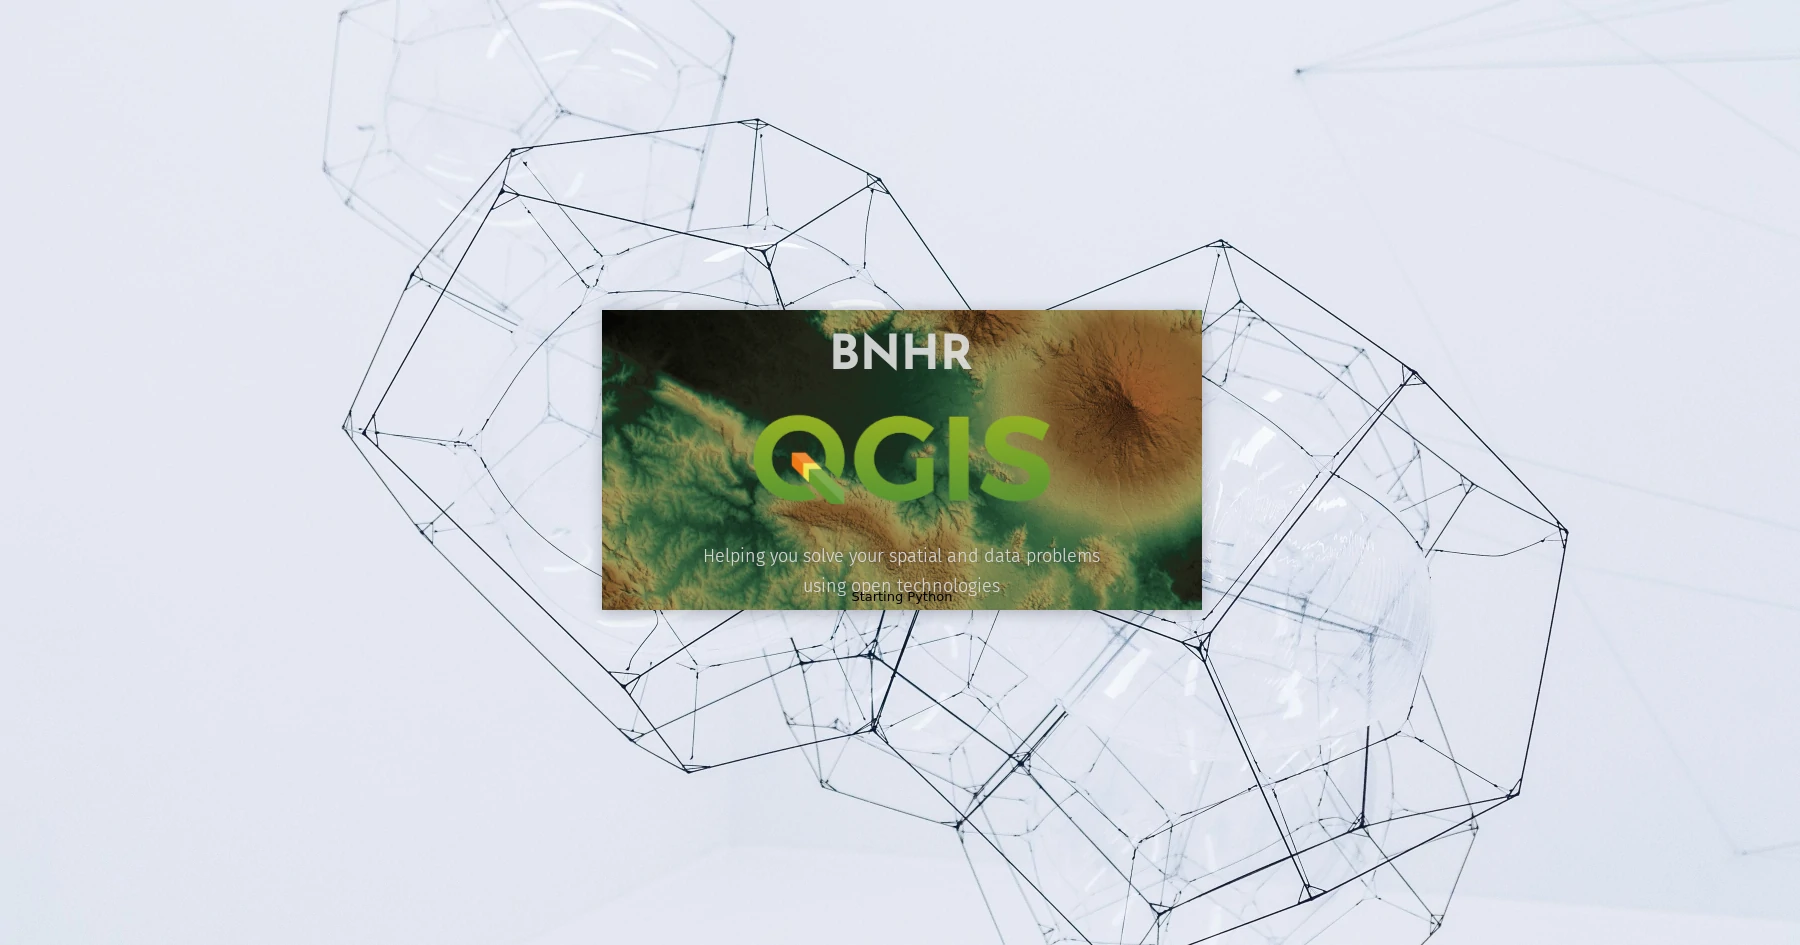 BNHR
QGIS
Helping you solve your spatial and data problems
using open technologies
Starting Python